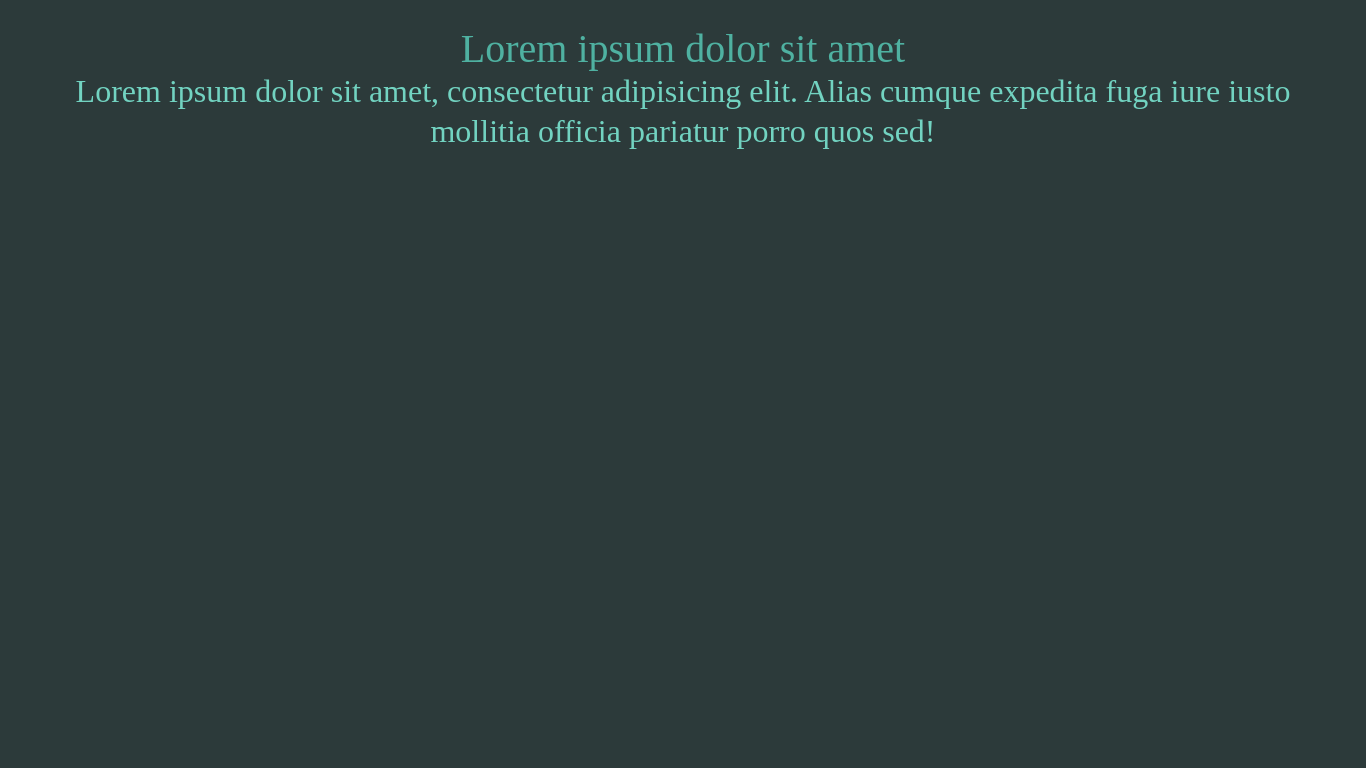 Lorem ipsum dolor sit amet
Lorem ipsum dolor sit amet, consectetur adipisicing elit. Alias cumque expedita fuga iure iusto
mollitia officia pariatur porro quos sed!